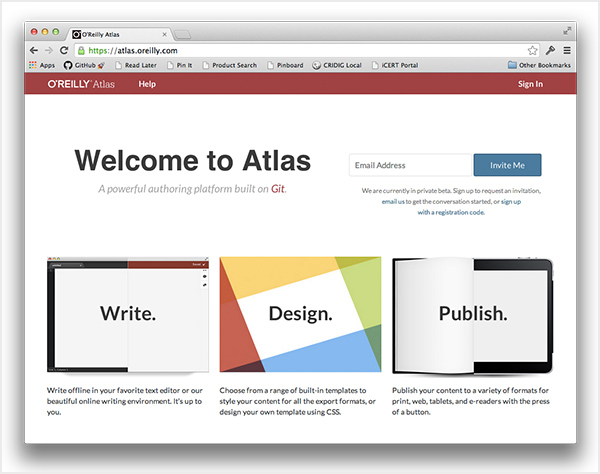 O'Reilly Atlas
https://atlas.oreilly.com
Apps GitHub Read Later Pin It Product Search Pinboard CRIDIG Local iCERT Portal Other Bookmarks
O'REILLY Atlas Help Sign In
Welcome to Atlas
A powerful authoring platform built on Git.
Email Address Invite Me
We are currently in private beta. Sign up to request an invitation,
email us to get the conversation started, or sign up
with a registration code.
Write.
Design.
Publish.
Write offline in your favorite text editor or our
beautiful online writing environment. It's up to
you.
Choose from a range of built-in templates to
style your content for all the export formats, or
design your own template using CSS.
Publish your content to a variety of formats for
print, web, tablets, and e-readers with the press
of a button.